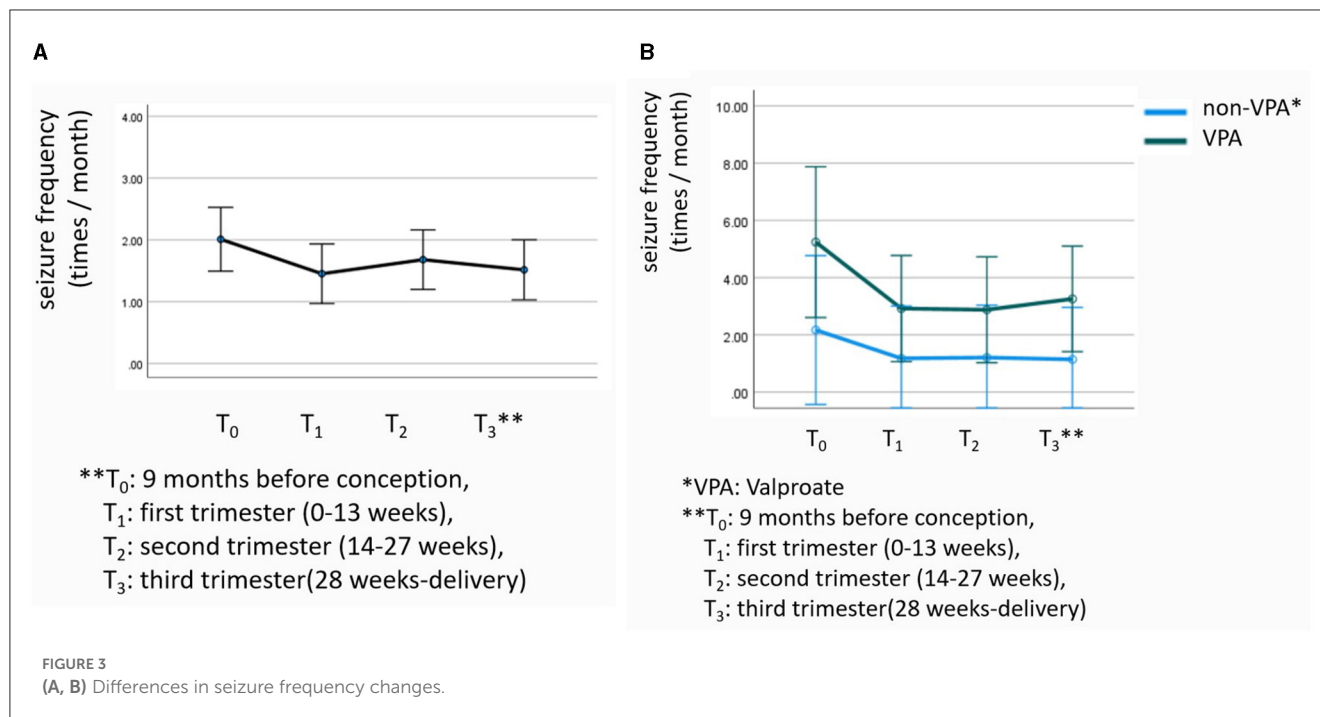 A
seizure frequency
(times / month)
4.00
3.00
2.00
1.00
.00
T₀ T₁ T₂ T₃**
**T₀: 9 months before conception,
T₁: first trimester (0-13 weeks),
T₂: second trimester (14-27 weeks),
T₃: third trimester(28 weeks-delivery)
B
seizure frequency
(times / month)
10.00
8.00
6.00
4.00
2.00
.00
non-VPA*
VPA
T₀ T₁ T₂ T₃**
*VPA: Valproate
**T₀: 9 months before conception,
T₁: first trimester (0-13 weeks),
T₂: second trimester (14-27 weeks),
T₃: third trimester(28 weeks-delivery)
FIGURE 3
(A, B) Differences in seizure frequency changes.